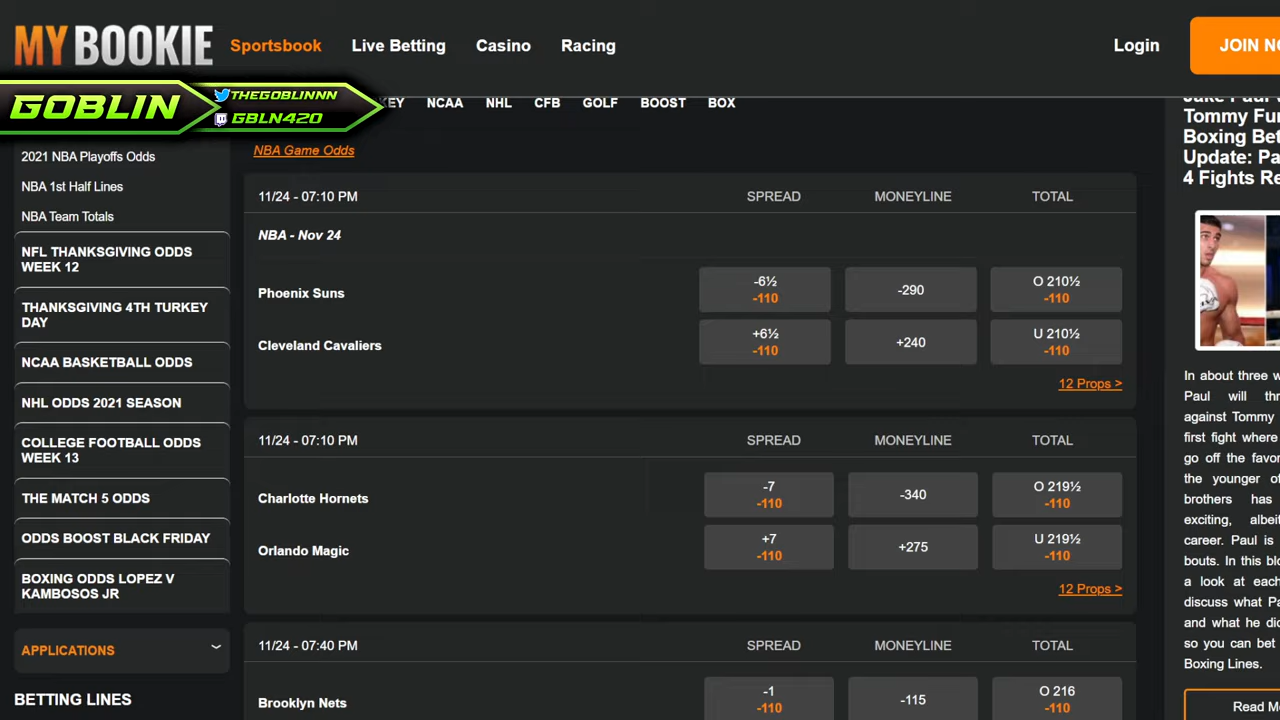 MYBOOKIE
Sportsbook
Live Betting
Casino
Racing
Login
JOIN
GOBLIN
THEGOBLINNN
GBLN420
NCAA
NHL
CFB
GOLF
BOOST
BOX
2021 NBA Playoffs Odds
NBA 1st Half Lines
NBA Team Totals
NFL THANKSGIVING ODDS
WEEK 12
THANKSGIVING 4TH TURKEY
DAY
NCAA BASKETBALL ODDS
NHL ODDS 2021 SEASON
COLLEGE FOOTBALL ODDS
WEEK 13
THE MATCH 5 ODDS
ODDS BOOST BLACK FRIDAY
BOXING ODDS LOPEZ V
KAMBOSOS JR
APPLICATIONS
BETTING LINES
NBA Game Odds
11/24 - 07:10 PM SPREAD MONEYLINE TOTAL
NBA - Nov 24
Phoenix Suns
-6½
-110
-290
O 210½
-110
Cleveland Cavaliers
+6½
-110
+240
U 210½
-110
12 Props >
11/24 - 07:10 PM SPREAD MONEYLINE TOTAL
Charlotte Hornets
-7
-110
-340
O 219½
-110
Orlando Magic
+7
-110
+275
U 219½
-110
12 Props >
11/24 - 07:40 PM SPREAD MONEYLINE TOTAL
Brooklyn Nets
-1
-110
-115
O 216
-110
Jake Paul
Tommy
Boxing
Update:
4 Fights
In about three
Paul will
against Tommy
first fight where
go off the
the younger
brothers has
exciting,
career. Paul is
bouts. In this
a look at
discuss what
and what he
so you can bet
Boxing Lines.
Read